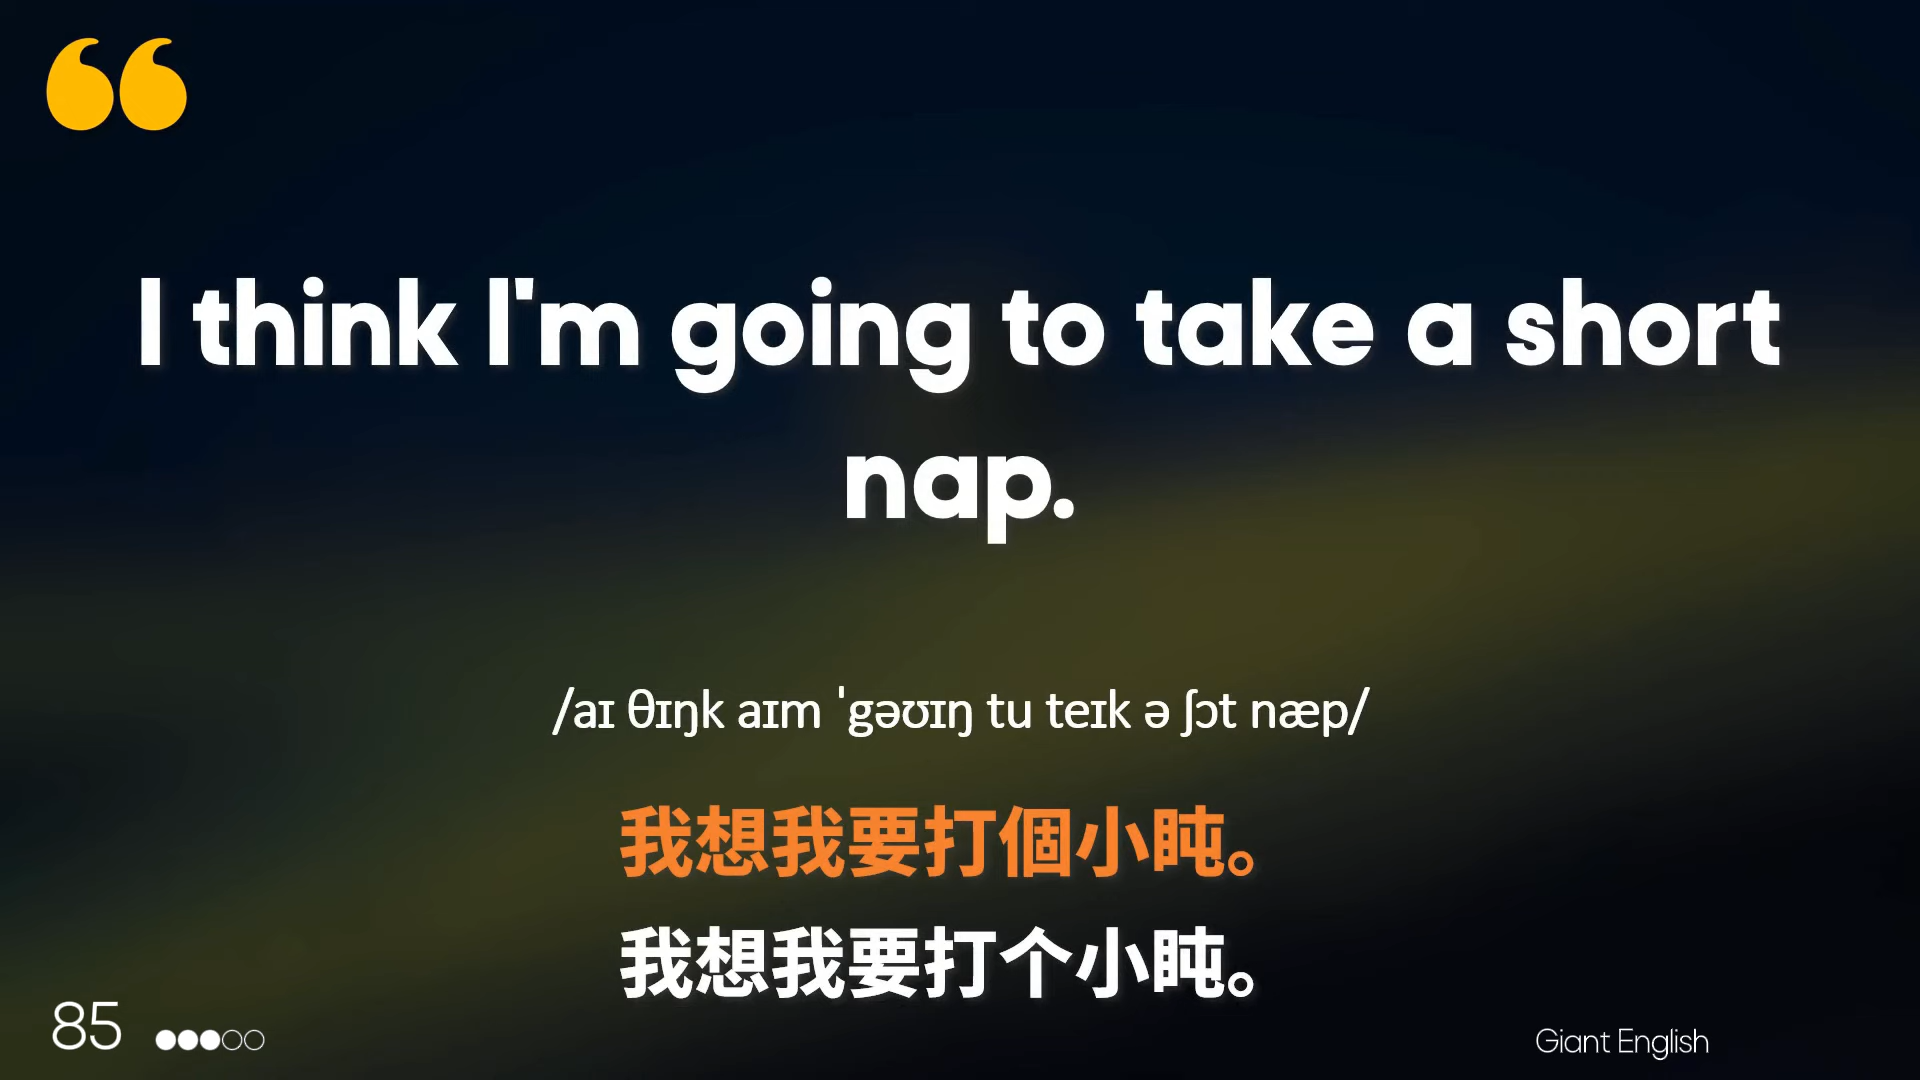 I think I'm going to take a short
nap.
/aɪ θɪŋk aɪm ˈgəʊɪŋ tu teɪk ə ʃɔt næp/
我想我要打個小盹。
我想我要打个小盹。
85
Giant English